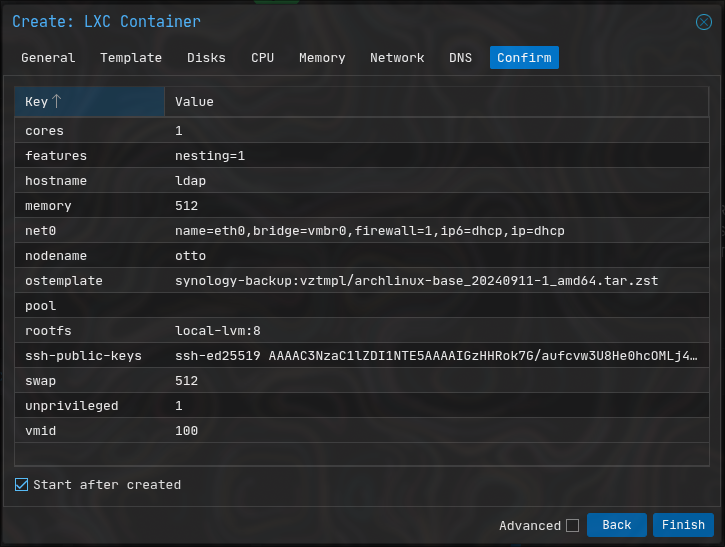 Create: LXC Container
General Template Disks CPU Memory Network DNS Confirm
Key Value
cores 1
features nesting=1
hostname ldap
memory 512
net0 name=eth0,bridge=vmbr0,firewall=1,ip6=dhcp,ip=dhcp
nodename otto
ostemplate synology-backup:vztmpl/archlinux-base_20240911-1_amd64.tar.zst
pool
rootfs local-lvm:8
ssh-public-keys ssh-ed25519 AAAAC3NzaC1lZDI1NTE5AAAAIGzHHRok7G/aufcvw3U8He0hcOMLj4…
swap 512
unprivileged 1
vmid 100
Start after created
Advanced Back Finish